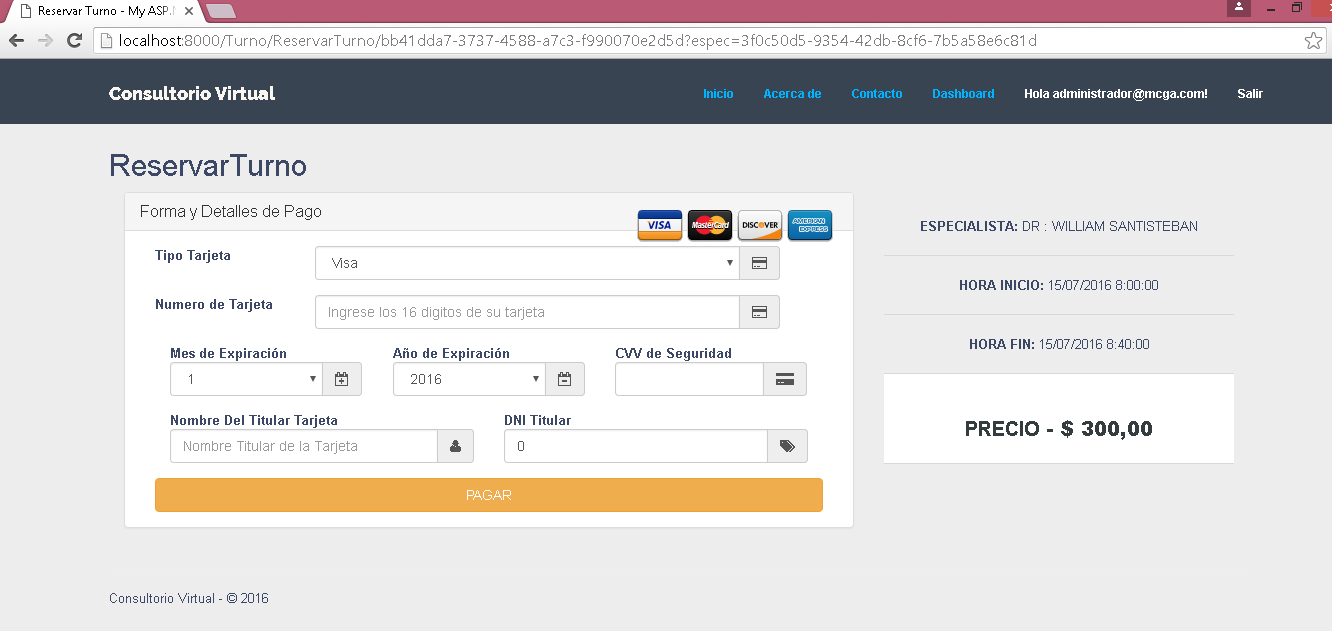 Reservar Turno - My ASP.N
localhost:8000/Turno/ReservarTurno/bb41dda7-3737-4588-a7c3-f990070e2d5d?espec=3f0c50d5-9354-42db-8cf6-7b5a58e6c81d
Consultorio Virtual Inicio Acerca de Contacto Dashboard Hola administrador@mcga.com! Salir
ReservarTurno
Forma y Detalles de Pago
VISA MasterCard DISCOVER AMERICAN EXPRESS
Tipo Tarjeta Visa
Numero de Tarjeta Ingrese los 16 digitos de su tarjeta
Mes de Expiración Año de Expiración CVV de Seguridad
1 2016
Nombre Del Titular Tarjeta DNI Titular
Nombre Titular de la Tarjeta 0
PAGAR
ESPECIALISTA: DR : WILLIAM SANTISTEBAN
HORA INICIO: 15/07/2016 8:00:00
HORA FIN: 15/07/2016 8:40:00
PRECIO - $ 300,00
Consultorio Virtual - © 2016